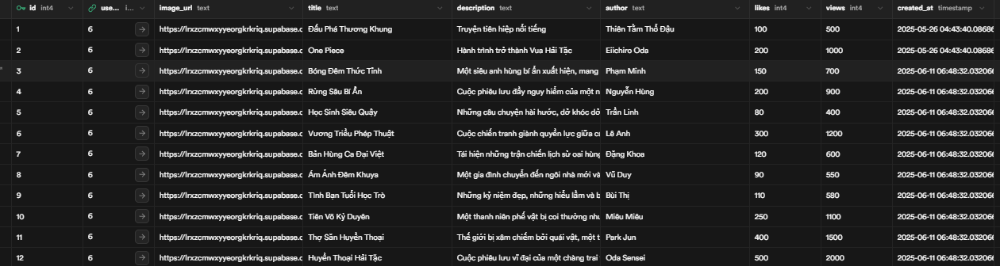 id int4 use... i... image_url text title text description text author text likes int4 views int4 created_at timestamp
1 6 https://lrxzcmwxyyeorgkrkriq.supabase.c Đấu Phá Thương Khung Truyện tiên hiệp nổi tiếng Thiên Tằm Thổ Đậu 100 500 2025-05-26 04:43:40.08686
2 6 https://lrxzcmwxyyeorgkrkriq.supabase.c One Piece Hành trình trở thành Vua Hải Tặc Eiichiro Oda 200 1000 2025-05-26 04:43:40.08686
3 6 https://lrxzcmwxyyeorgkrkriq.supabase.c Bóng Đêm Thức Tỉnh Một siêu anh hùng bí ẩn xuất hiện, mang Phạm Minh 150 700 2025-06-11 06:48:32.032066
4 6 https://lrxzcmwxyyeorgkrkriq.supabase.c Rừng Sâu Bí Ẩn Cuộc phiêu lưu đầy nguy hiểm của một n Nguyễn Hùng 200 900 2025-06-11 06:48:32.032066
5 6 https://lrxzcmwxyyeorgkrkriq.supabase.c Học Sinh Siêu Quậy Những câu chuyện hài hước, dở khóc dở Trần Linh 80 400 2025-06-11 06:48:32.032066
6 6 https://lrxzcmwxyyeorgkrkriq.supabase.c Vương Triều Phép Thuật Cuộc chiến tranh giành quyền lực giữa cá Lê Anh 300 1200 2025-06-11 06:48:32.032066
7 6 https://lrxzcmwxyyeorgkrkriq.supabase.c Bản Hùng Ca Đại Việt Tái hiện những trận chiến lịch sử oai hùng Đặng Khoa 120 600 2025-06-11 06:48:32.032066
8 6 https://lrxzcmwxyyeorgkrkriq.supabase.c Ám Ảnh Đêm Khuya Một gia đình chuyển đến ngôi nhà mới và Vũ Duy 90 550 2025-06-11 06:48:32.032066
9 6 https://lrxzcmwxyyeorgkrkriq.supabase.c Tình Bạn Tuổi Học Trò Những kỷ niệm đẹp, những hiểu lầm và b Bùi Thị 110 580 2025-06-11 06:48:32.032066
10 6 https://lrxzcmwxyyeorgkrkriq.supabase.c Tiên Võ Kỳ Duyên Một thanh niên phế vật bị coi thường như Miêu Miêu 250 1100 2025-06-11 06:48:32.032066
11 6 https://lrxzcmwxyyeorgkrkriq.supabase.c Thợ Săn Huyền Thoại Thế giới bị xâm chiếm bởi quái vật, một t Park Jun 400 1500 2025-06-11 06:48:32.032066
12 6 https://lrxzcmwxyyeorgkrkriq.supabase.c Huyền Thoại Hải Tặc Cuộc phiêu lưu vĩ đại của một chàng trai Oda Sensei 500 2000 2025-06-11 06:48:32.032066